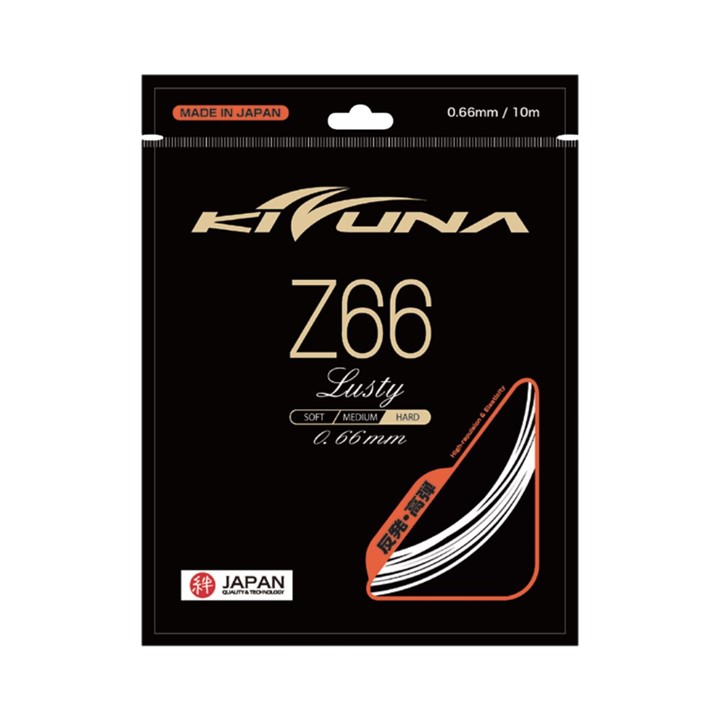 MADE IN JAPAN
0.66mm / 10m
KIZUNA
Z66
Lusty
SOFT / MEDIUM / HARD
0.66mm
High-repulsion & Elasticity
反発・高弾
絆 JAPAN
QUALITY & TECHNOLOGY